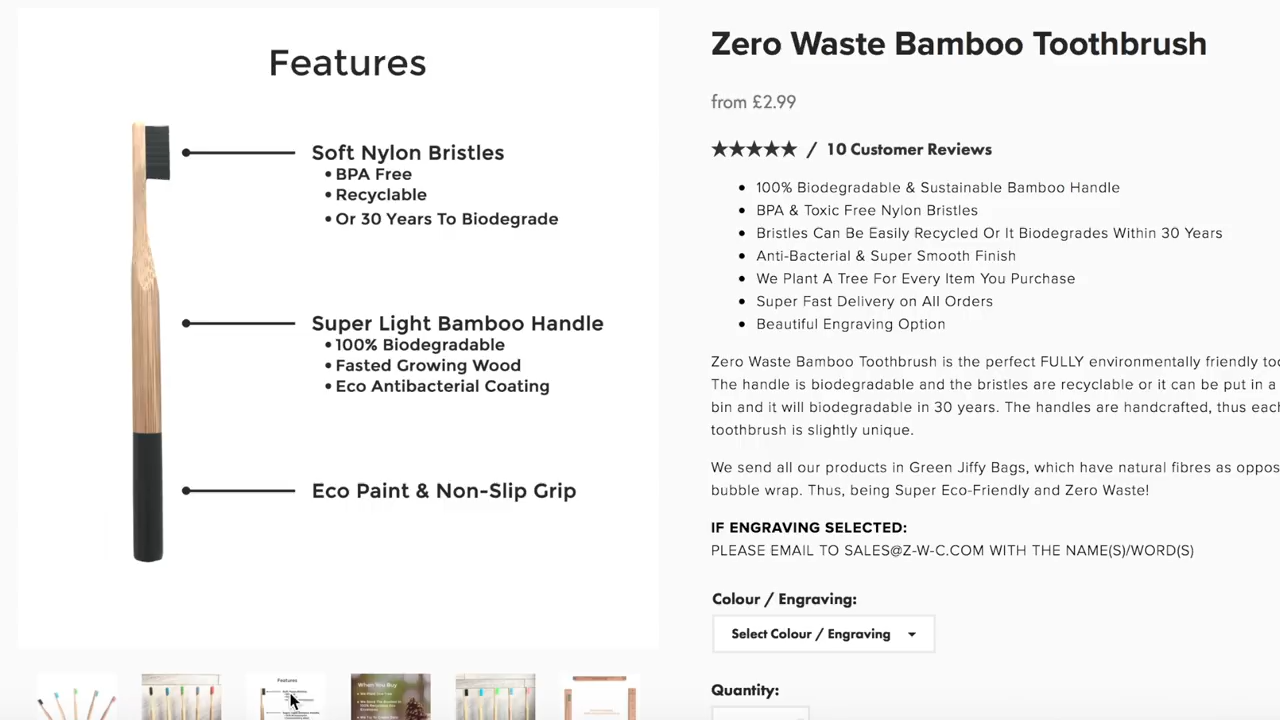 Features
Soft Nylon Bristles
• BPA Free
• Recyclable
• Or 30 Years To Biodegrade
Super Light Bamboo Handle
• 100% Biodegradable
• Fasted Growing Wood
• Eco Antibacterial Coating
Eco Paint & Non-Slip Grip
Features
When You Buy
Zero Waste Bamboo Toothbrush
from £2.99
★★★★★ / 10 Customer Reviews
• 100% Biodegradable & Sustainable Bamboo Handle
• BPA & Toxic Free Nylon Bristles
• Bristles Can Be Easily Recycled Or It Biodegrades Within 30 Years
• Anti-Bacterial & Super Smooth Finish
• We Plant A Tree For Every Item You Purchase
• Super Fast Delivery on All Orders
• Beautiful Engraving Option
Zero Waste Bamboo Toothbrush is the perfect FULLY environmentally friendly
The handle is biodegradable and the bristles are recyclable or it can be put in a
bin and it will biodegradable in 30 years. The handles are handcrafted, thus
toothbrush is slightly unique.
We send all our products in Green Jiffy Bags, which have natural fibres as
bubble wrap. Thus, being Super Eco-Friendly and Zero Waste!
IF ENGRAVING SELECTED:
PLEASE EMAIL TO SALES@Z-W-C.COM WITH THE NAME(S)/WORD(S)
Colour / Engraving:
Select Colour / Engraving
Quantity: